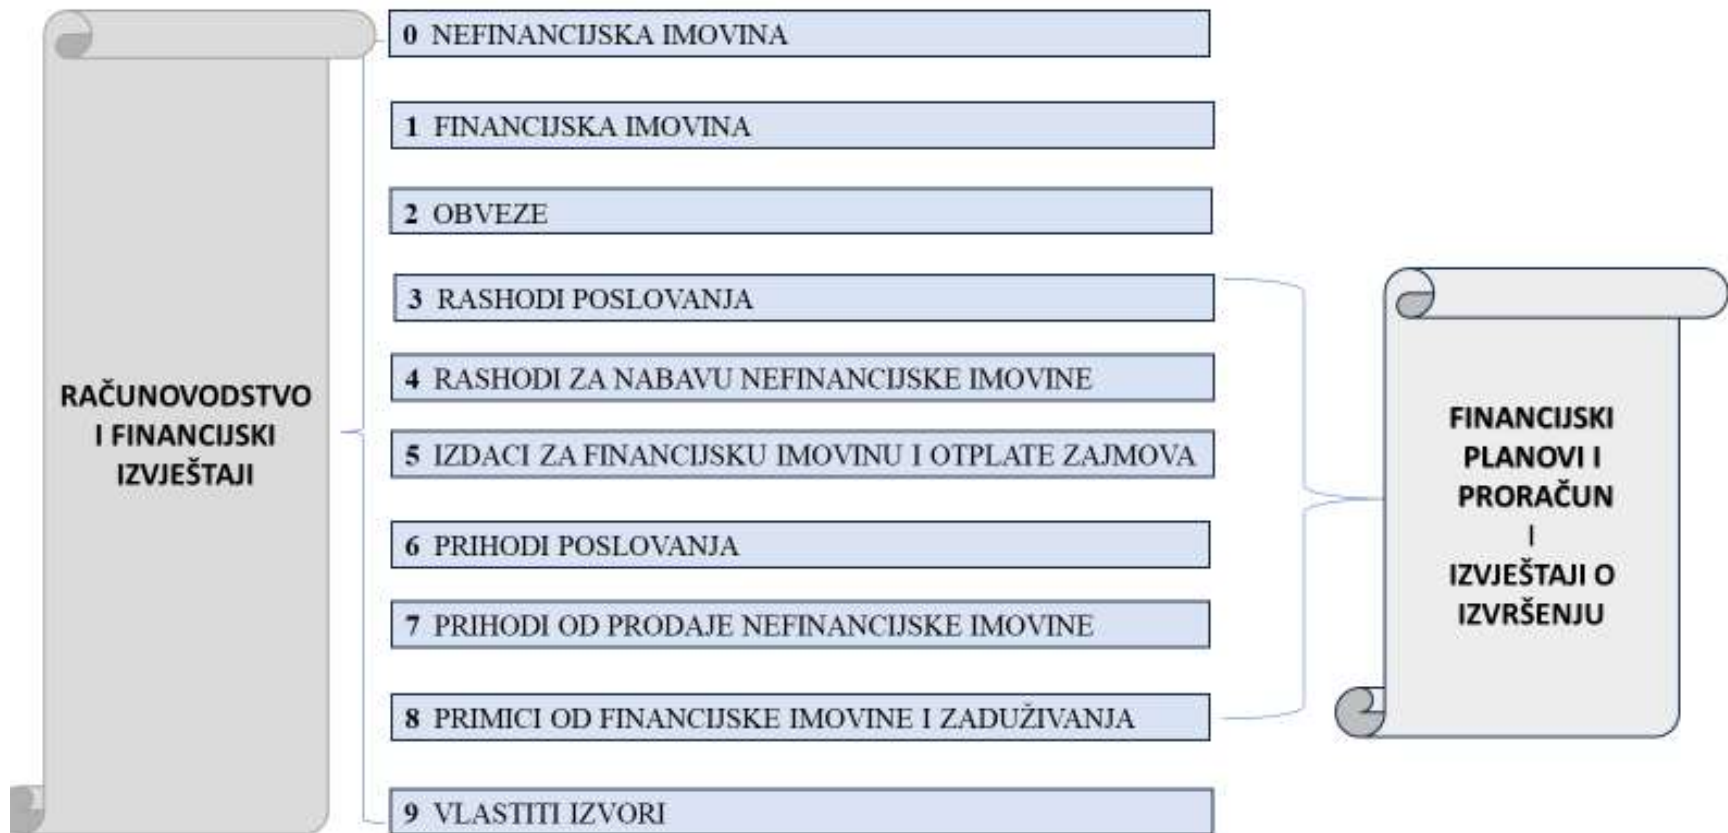 RAČUNOVODSTVO
I FINANCIJSKI
IZVJEŠTAJI
0 NEFINANCIJSKA IMOVINA
1 FINANCIJSKA IMOVINA
2 OBVEZE
3 RASHODI POSLOVANJA
4 RASHODI ZA NABAVU NEFINANCIJSKE IMOVINE
5 IZDACI ZA FINANCIJSKU IMOVINU I OTPLATE ZAJMOVA
6 PRIHODI POSLOVANJA
7 PRIHODI OD PRODAJE NEFINANCIJSKE IMOVINE
8 PRIMICI OD FINANCIJSKE IMOVINE I ZADUŽIVANJA
9 VLASTITI IZVORI
FINANCIJSKI
PLANOVI I
PRORAČUN
I
IZVJEŠTAJI O
IZVRŠENJU